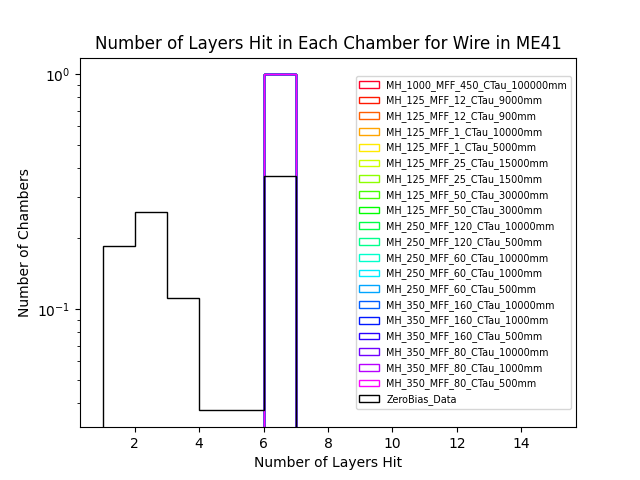 Number of Layers Hit in Each Chamber for Wire in ME41
Number of Chambers
10⁰
10⁻¹
MH_1000_MFF_450_CTau_100000mm
MH_125_MFF_12_CTau_9000mm
MH_125_MFF_12_CTau_900mm
MH_125_MFF_1_CTau_10000mm
MH_125_MFF_1_CTau_5000mm
MH_125_MFF_25_CTau_15000mm
MH_125_MFF_25_CTau_1500mm
MH_125_MFF_50_CTau_30000mm
MH_125_MFF_50_CTau_3000mm
MH_250_MFF_120_CTau_10000mm
MH_250_MFF_120_CTau_500mm
MH_250_MFF_60_CTau_10000mm
MH_250_MFF_60_CTau_1000mm
MH_250_MFF_60_CTau_500mm
MH_350_MFF_160_CTau_10000mm
MH_350_MFF_160_CTau_1000mm
MH_350_MFF_160_CTau_500mm
MH_350_MFF_80_CTau_10000mm
MH_350_MFF_80_CTau_1000mm
MH_350_MFF_80_CTau_500mm
ZeroBias_Data
2 4 6 8 10 12 14
Number of Layers Hit